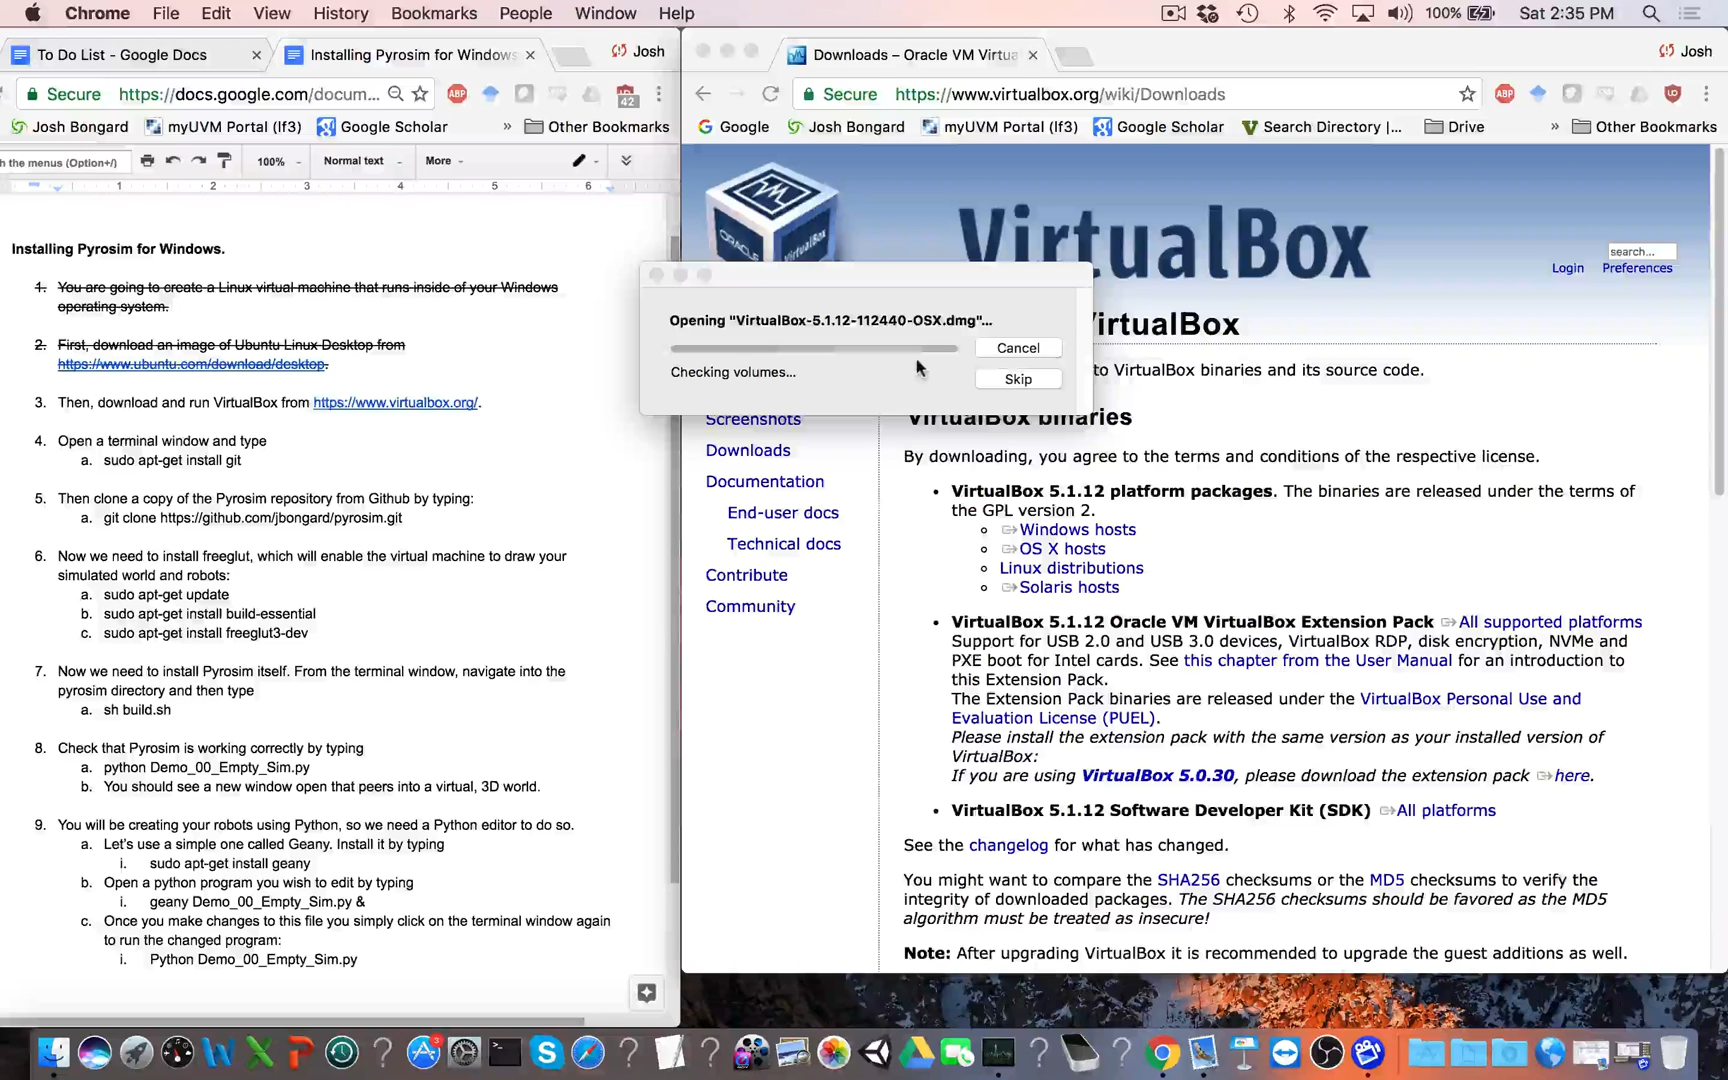 Chrome File Edit View History Bookmarks People Window Help 100% Sat 2:35 PM
To Do List - Google Docs Installing Pyrosim for Windows Josh
Secure https://docs.google.com/docum... ABP 42
Josh Bongard myUVM Portal (lf3) Google Scholar » Other Bookmarks
h the menus (Option+/) 100% Normal text More
1 2 3 4 5 6
Installing Pyrosim for Windows.
1. You are going to create a Linux virtual machine that runs inside of your Windows
operating system.
2. First, download an image of Ubuntu Linux Desktop from
https://www.ubuntu.com/download/desktop.
3. Then, download and run VirtualBox from https://www.virtualbox.org/.
4. Open a terminal window and type
a. sudo apt-get install git
5. Then clone a copy of the Pyrosim repository from Github by typing:
a. git clone https://github.com/jbongard/pyrosim.git
6. Now we need to install freeglut, which will enable the virtual machine to draw your
simulated world and robots:
a. sudo apt-get update
b. sudo apt-get install build-essential
c. sudo apt-get install freeglut3-dev
7. Now we need to install Pyrosim itself. From the terminal window, navigate into the
pyrosim directory and then type
a. sh build.sh
8. Check that Pyrosim is working correctly by typing
a. python Demo_00_Empty_Sim.py
b. You should see a new window open that peers into a virtual, 3D world.
9. You will be creating your robots using Python, so we need a Python editor to do so.
a. Let's use a simple one called Geany. Install it by typing
i. sudo apt-get install geany
b. Open a python program you wish to edit by typing
i. geany Demo_00_Empty_Sim.py &
c. Once you make changes to this file you simply click on the terminal window again
to run the changed program:
i. Python Demo_00_Empty_Sim.py
Downloads – Oracle VM Virtua Josh
Secure https://www.virtualbox.org/wiki/Downloads ABP
Google Josh Bongard myUVM Portal (lf3) Google Scholar Search Directory |... Drive » Other Bookmarks
ORACLE
VirtualBox
search...
Login Preferences
Opening "VirtualBox-5.1.12-112440-OSX.dmg"...
Cancel
Checking volumes...
Skip
irtualBox
to VirtualBox binaries and its source code.
VirtualBox binaries
Screenshots
Downloads
Documentation
End-user docs
Technical docs
Contribute
Community
By downloading, you agree to the terms and conditions of the respective license.
• VirtualBox 5.1.12 platform packages. The binaries are released under the terms of
the GPL version 2.
Windows hosts
OS X hosts
Linux distributions
Solaris hosts
• VirtualBox 5.1.12 Oracle VM VirtualBox Extension Pack All supported platforms
Support for USB 2.0 and USB 3.0 devices, VirtualBox RDP, disk encryption, NVMe and
PXE boot for Intel cards. See this chapter from the User Manual for an introduction to
this Extension Pack.
The Extension Pack binaries are released under the VirtualBox Personal Use and
Evaluation License (PUEL).
Please install the extension pack with the same version as your installed version of
VirtualBox:
If you are using VirtualBox 5.0.30, please download the extension pack here.
• VirtualBox 5.1.12 Software Developer Kit (SDK) All platforms
See the changelog for what has changed.
You might want to compare the SHA256 checksums or the MD5 checksums to verify the
integrity of downloaded packages. The SHA256 checksums should be favored as the MD5
algorithm must be treated as insecure!
Note: After upgrading VirtualBox it is recommended to upgrade the guest additions as well.
3